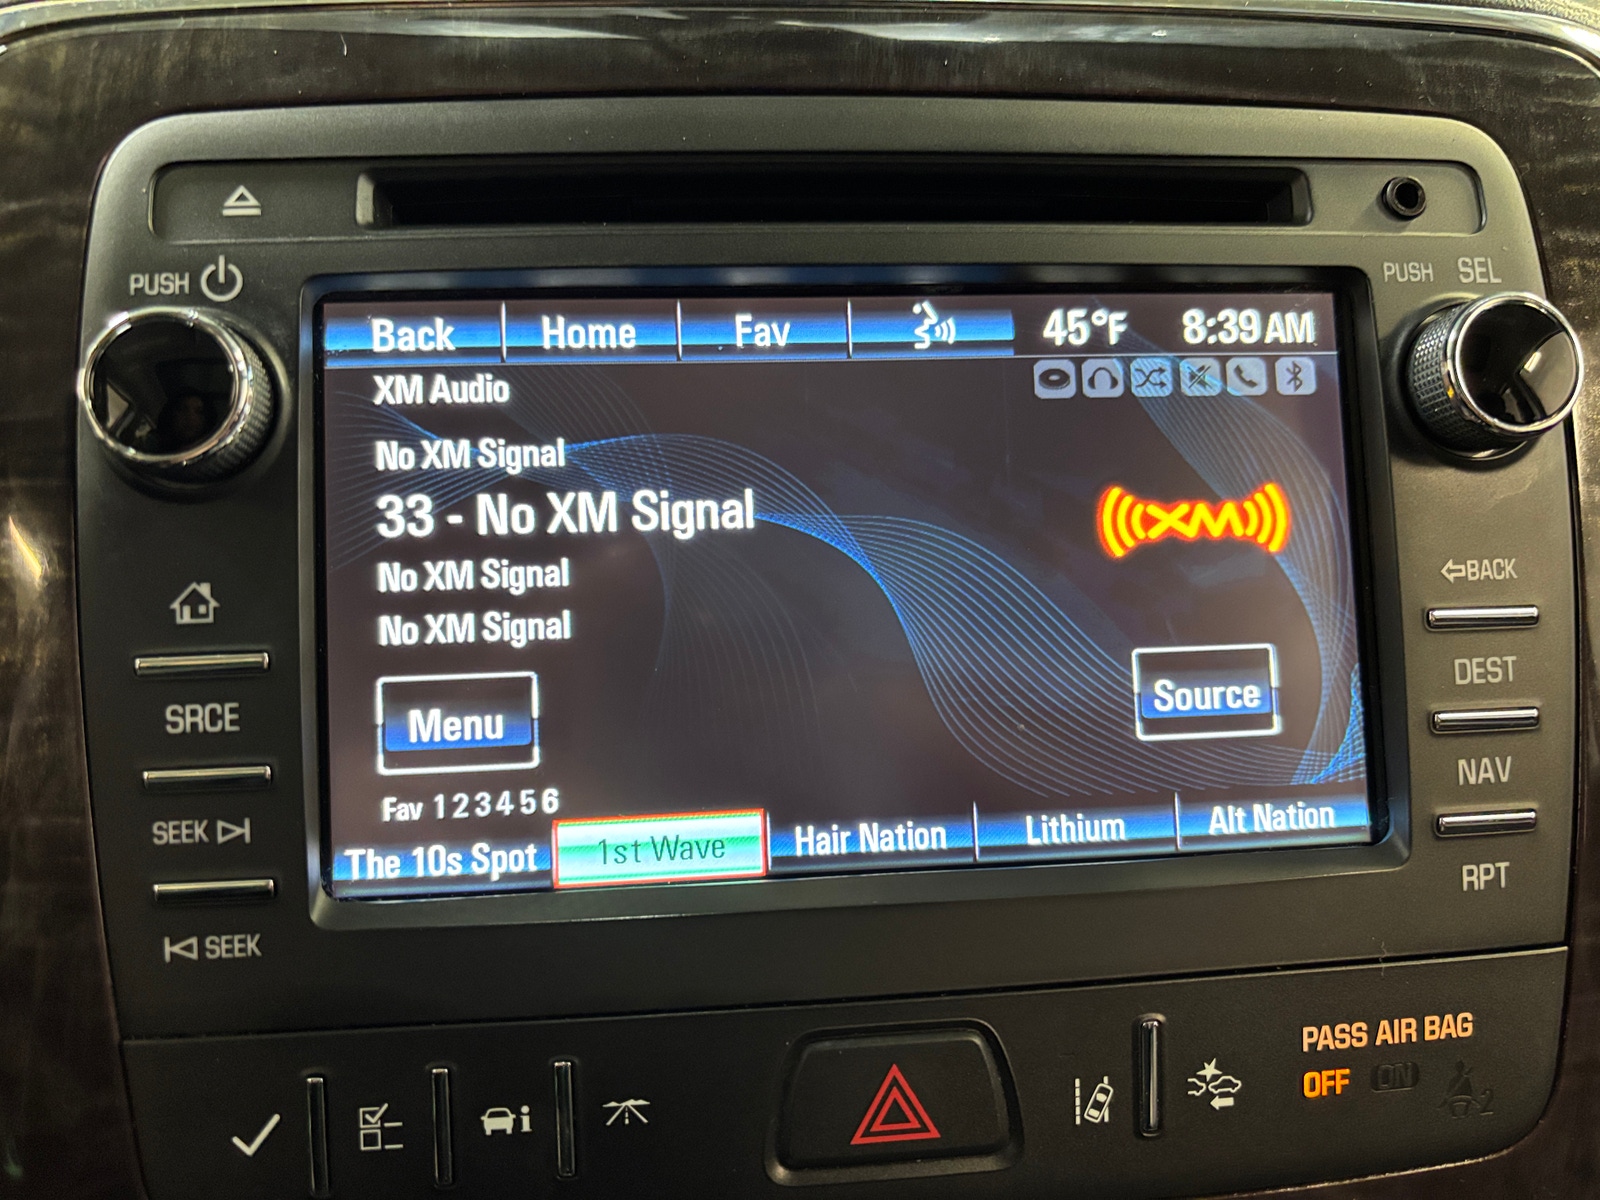 PUSH
PUSH SEL
Back Home Fav 45°F 8:39 AM
XM Audio
No XM Signal
33 - No XM Signal
XM
No XM Signal
No XM Signal
Menu
Source
Fav 1 2 3 4 5 6
The 10s Spot 1st Wave Hair Nation Lithium Alt Nation
SRCE
SEEK
SEEK
BACK
DEST
NAV
RPT
PASS AIR BAG
OFF ON
2